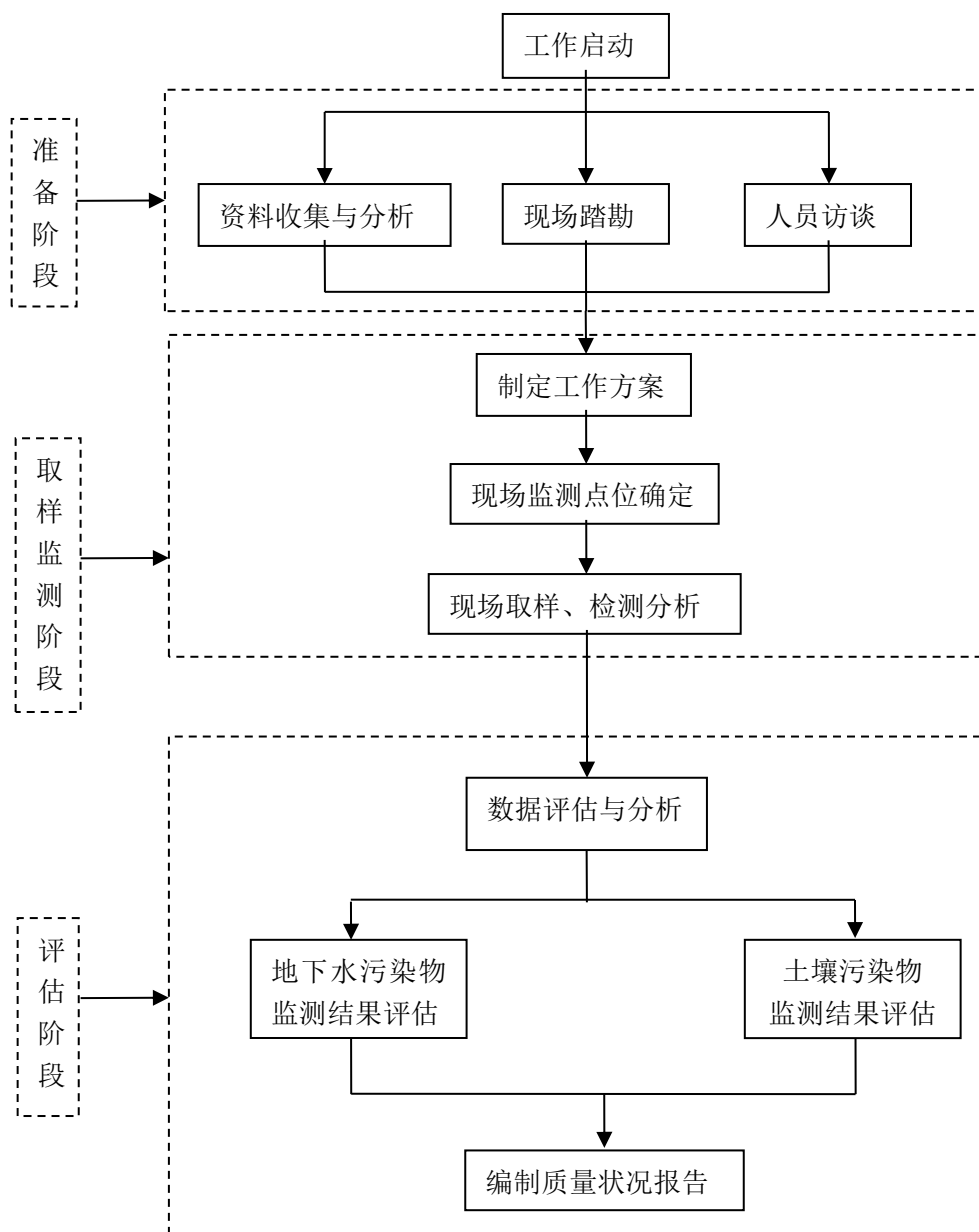 工作启动
准备阶段
资料收集与分析
现场踏勘
人员访谈
取样监测阶段
制定工作方案
现场监测点位确定
现场取样、检测分析
评估阶段
数据评估与分析
地下水污染物
监测结果评估
土壤污染物
监测结果评估
编制质量状况报告